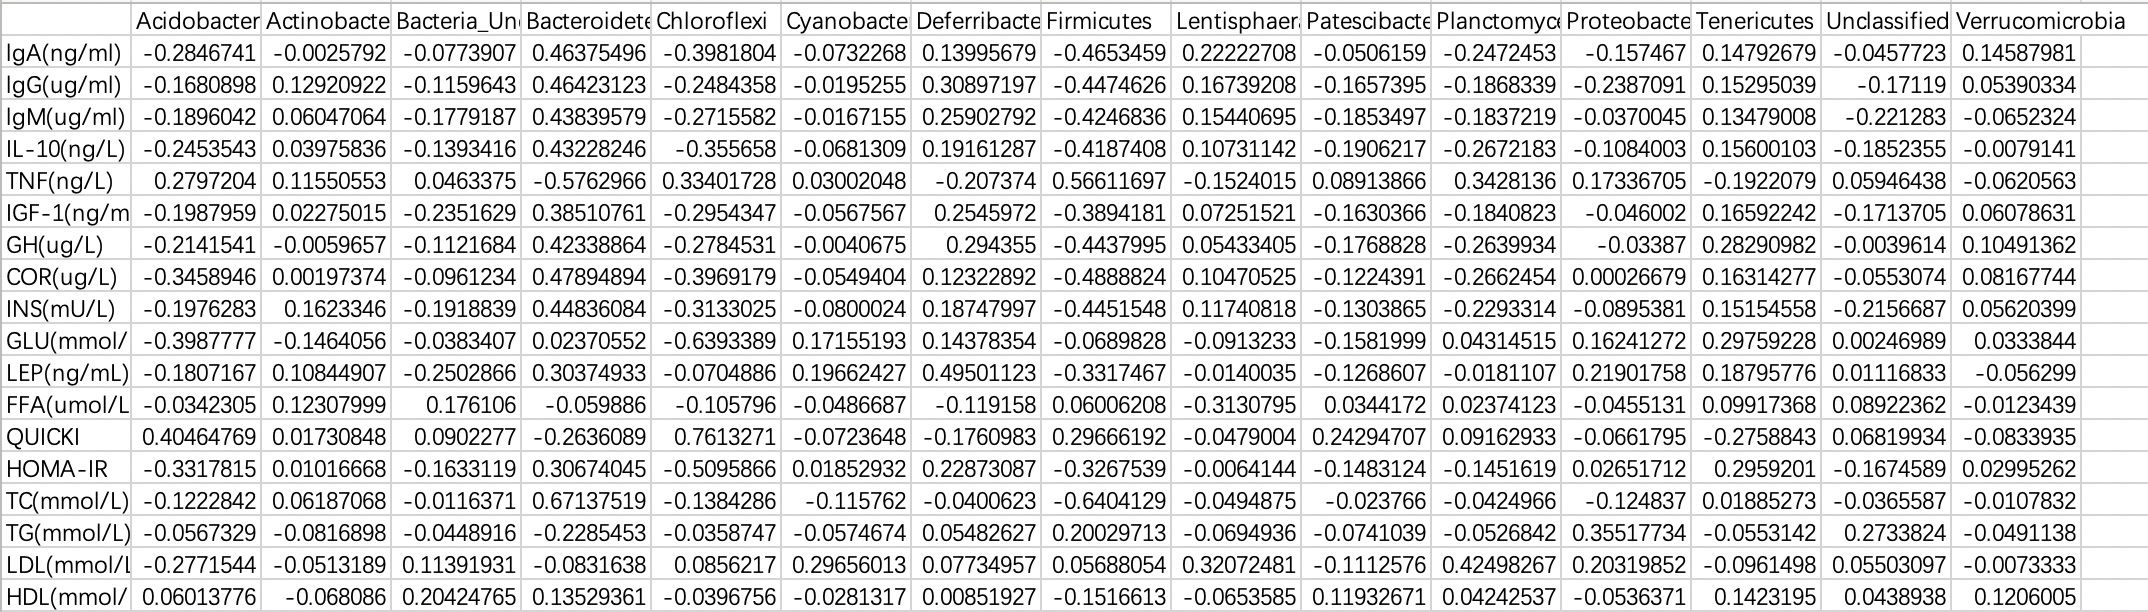 Acidobacter Actinobacte Bacteria_Un Bacteroidete Chloroflexi Cyanobacte Deferribacte Firmicutes Lentisphaer Patescibacte Planctomyc Proteobacte Tenericutes Unclassified Verrucomicrobia
IgA(ng/ml) -0.2846741 -0.0025792 -0.0773907 0.46375496 -0.3981804 -0.0732268 0.13995679 -0.4653459 0.22222708 -0.0506159 -0.2472453 -0.157467 0.14792679 -0.0457723 0.14587981
IgG(ug/ml) -0.1680898 0.12920922 -0.1159643 0.46423123 -0.2484358 -0.0195255 0.30897197 -0.4474626 0.16739208 -0.1657395 -0.1868339 -0.2387091 0.15295039 -0.17119 0.05390334
IgM(ug/ml) -0.1896042 0.06047064 -0.1779187 0.43839579 -0.2715582 -0.0167155 0.25902792 -0.4246836 0.15440695 -0.1853497 -0.1837219 -0.0370045 0.13479008 -0.221283 -0.0652324
IL-10(ng/L) -0.2453543 0.03975836 -0.1393416 0.43228246 -0.355658 -0.0681309 0.19161287 -0.4187408 0.10731142 -0.1906217 -0.2672183 -0.1084003 0.15600103 -0.1852355 -0.0079141
TNF(ng/L) 0.2797204 0.11550553 0.0463375 -0.5762966 0.33401728 0.03002048 -0.207374 0.56611697 -0.1524015 0.08913866 0.3428136 0.17336705 -0.1922079 0.05946438 -0.0620563
IGF-1(ng/m -0.1987959 0.02275015 -0.2351629 0.38510761 -0.2954347 -0.0567567 0.2545972 -0.3894181 0.07251521 -0.1630366 -0.1840823 -0.046002 0.16592242 -0.1713705 0.06078631
GH(ug/L) -0.2141541 -0.0059657 -0.1121684 0.42338864 -0.2784531 -0.0040675 0.294355 -0.4437995 0.05433405 -0.1768828 -0.2639934 -0.03387 0.28290982 -0.0039614 0.10491362
COR(ug/L) -0.3458946 0.00197374 -0.0961234 0.47894894 -0.3969179 -0.0549404 0.12322892 -0.4888824 0.10470525 -0.1224391 -0.2662454 0.00026679 0.16314277 -0.0553074 0.08167744
INS(mU/L) -0.1976283 0.1623346 -0.1918839 0.44836084 -0.3133025 -0.0800024 0.18747997 -0.4451548 0.11740818 -0.1303865 -0.2293314 -0.0895381 0.15154558 -0.2156687 0.05620399
GLU(mmol/ -0.3987777 -0.1464056 -0.0383407 0.02370552 -0.6393389 0.17155193 0.14378354 -0.0689828 -0.0913233 -0.1581999 0.04314515 0.16241272 0.29759228 0.00246989 0.0333844
LEP(ng/mL) -0.1807167 0.10844907 -0.2502866 0.30374933 -0.0704886 0.19662427 0.49501123 -0.3317467 -0.0140035 -0.1268607 -0.0181107 0.21901758 0.18795776 0.01116833 -0.056299
FFA(umol/L -0.0342305 0.12307999 0.176106 -0.059886 -0.105796 -0.0486687 -0.119158 0.06006208 -0.3130795 0.0344172 0.02374123 -0.0455131 0.09917368 0.08922362 -0.0123439
QUICKI 0.40464769 0.01730848 0.0902277 -0.2636089 0.7613271 -0.0723648 -0.1760983 0.29666192 -0.0479004 0.24294707 0.09162933 -0.0661795 -0.2758843 0.06819934 -0.0833935
HOMA-IR -0.3317815 0.01016668 -0.1633119 0.30674045 -0.5095866 0.01852932 0.22873087 -0.3267539 -0.0064144 -0.1483124 -0.1451619 0.02651712 0.2959201 -0.1674589 0.02995262
TC(mmol/L) -0.1222842 0.06187068 -0.0116371 0.67137519 -0.1384286 -0.115762 -0.0400623 -0.6404129 -0.0494875 -0.023766 -0.0424966 -0.124837 0.01885273 -0.0365587 -0.0107832
TG(mmol/L) -0.0567329 -0.0816898 -0.0448916 -0.2285453 -0.0358747 -0.0574674 0.05482627 0.20029713 -0.0694936 -0.0741039 -0.0526842 0.35517734 -0.0553142 0.2733824 -0.0491138
LDL(mmol/L -0.2771544 -0.0513189 0.11391931 -0.0831638 0.0856217 0.29656013 0.07734957 0.05688054 0.32072481 -0.1112576 0.42498267 0.20319852 -0.0961498 0.05503097 -0.0073333
HDL(mmol/ 0.06013776 -0.068086 0.20424765 0.13529361 -0.0396756 -0.0281317 0.00851927 -0.1516613 -0.0653585 0.11932671 0.04242537 -0.0536371 0.1423195 0.0438938 0.1206005